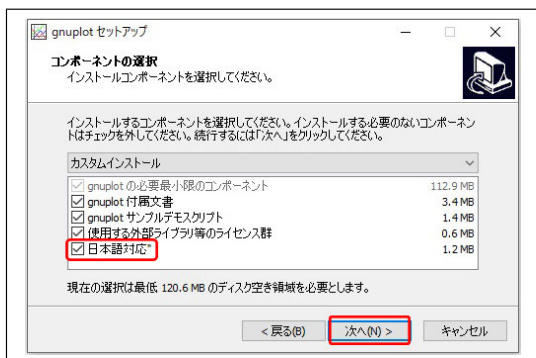 gnuplot セットアップ
コンポーネントの選択
インストールコンポーネントを選択してください。
インストールするコンポーネントを選択してください。インストールする必要のないコンポーネン
トはチェックを外してください。続行するには「次へ」をクリックしてください。
カスタムインストール
gnuplot の必要最小限のコンポーネント 112.9 MB
gnuplot 付属文書 3.4 MB
gnuplot サンプルデモスクリプト 1.4 MB
使用する外部ライブラリ等のライセンス群 0.6 MB
日本語対応* 1.2 MB
現在の選択は最低 120.6 MB のディスク空き領域を必要とします。
< 戻る(B) 次へ(N) > キャンセル